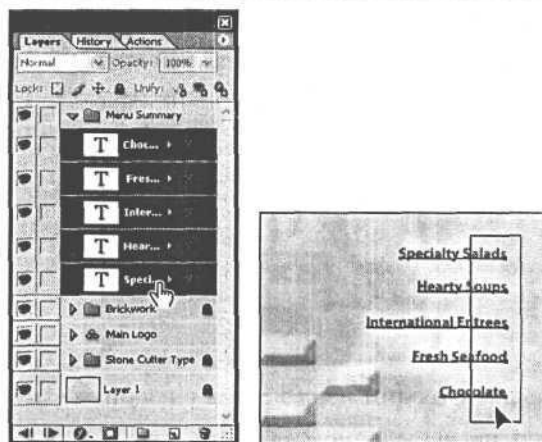 Layers History Actions
Normal Opacity: 100%
Lock: Unify:
Menu Summary
T Choc...
T Fres...
T Inter...
T Hear...
T Speci...
Brickwork
Main Logo
Stone Cutter Type
Layer 1
Specialty Salads
Hearty Soups
International Entrees
Fresh Seafood
Chocolate